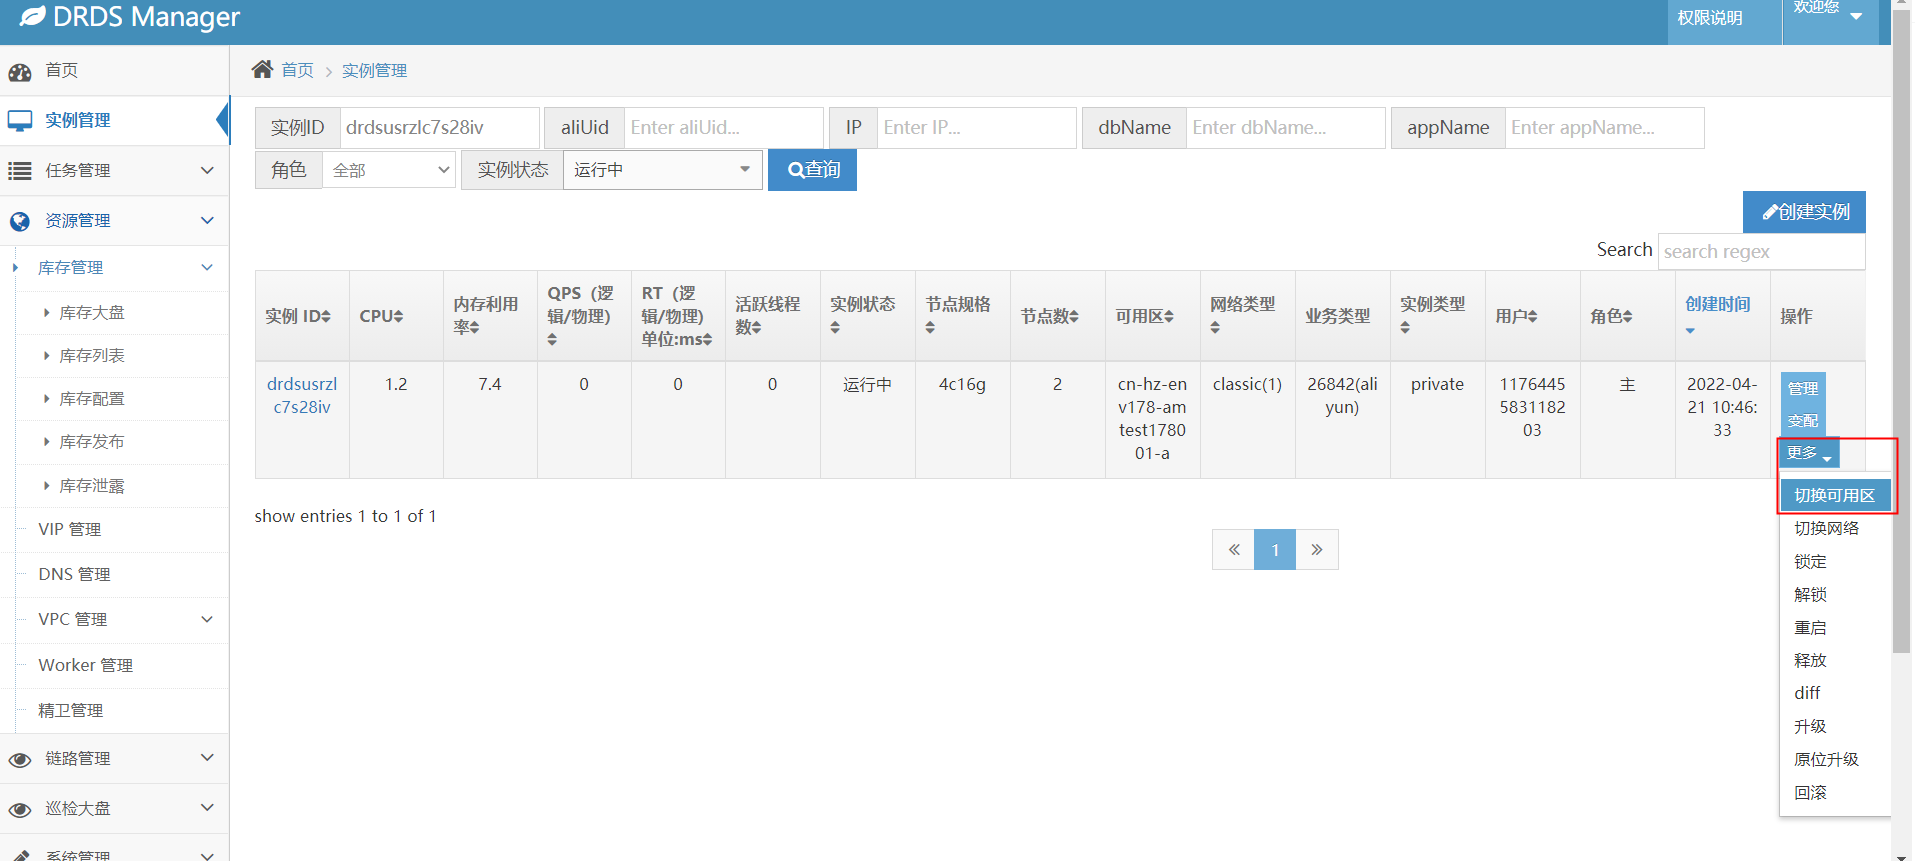 DRDS Manager
权限说明
欢迎您
首页
实例管理
任务管理
资源管理
库存管理
库存大盘
库存列表
库存配置
库存发布
库存泄露
VIP 管理
DNS 管理
VPC 管理
Worker 管理
精卫管理
链路管理
巡检大盘
系统管理
首页 > 实例管理
实例ID drdsusrzlc7s28iv aliUid Enter aliUid... IP Enter IP... dbName Enter dbName... appName Enter appName...
角色 全部 实例状态 运行中 查询
创建实例
Search search regex
实例 ID
CPU
内存利用
率
QPS（逻
辑/物理）
RT（逻
辑/物理）
单位:ms
活跃线程
数
实例状态
节点规格
节点数
可用区
网络类型
业务类型
实例类型
用户
角色
创建时间
操作
drdsusrzl
c7s28iv
1.2
7.4
0
0
0
运行中
4c16g
2
cn-hz-en
v178-am
test1780
01-a
classic(1)
26842(ali
yun)
private
1176445
5831182
03
主
2022-04-
21 10:46:
33
管理
变配
更多
切换可用区
切换网络
锁定
解锁
重启
释放
diff
升级
原位升级
回滚
show entries 1 to 1 of 1
« 1 »